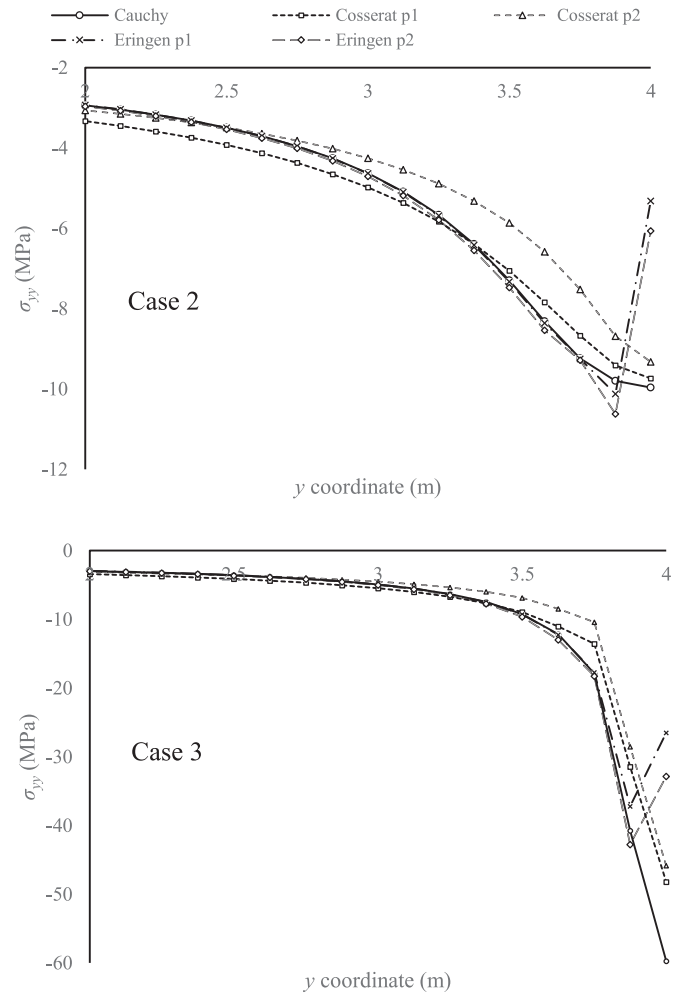 Cauchy Cosserat p1 Cosserat p2
Eringen p1 Eringen p2
-2
2 2.5 3 3.5 4
-4
-6
σyy (MPa)
Case 2
-8
-10
-12
y coordinate (m)
0
2 2.5 3 3.5 4
-10
-20
σyy (MPa)
Case 3
-30
-40
-50
-60
y coordinate (m)